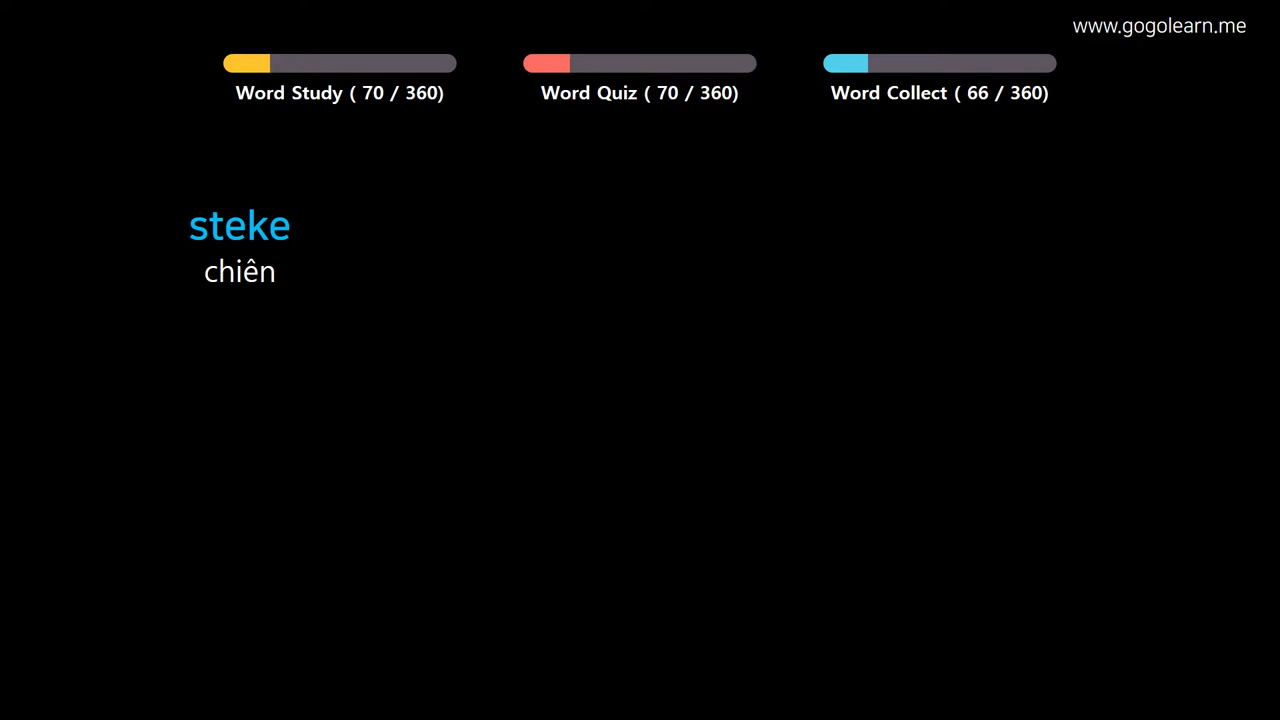 www.gogolearn.me
Word Study ( 70 / 360)
Word Quiz ( 70 / 360)
Word Collect ( 66 / 360)
steke
chiên